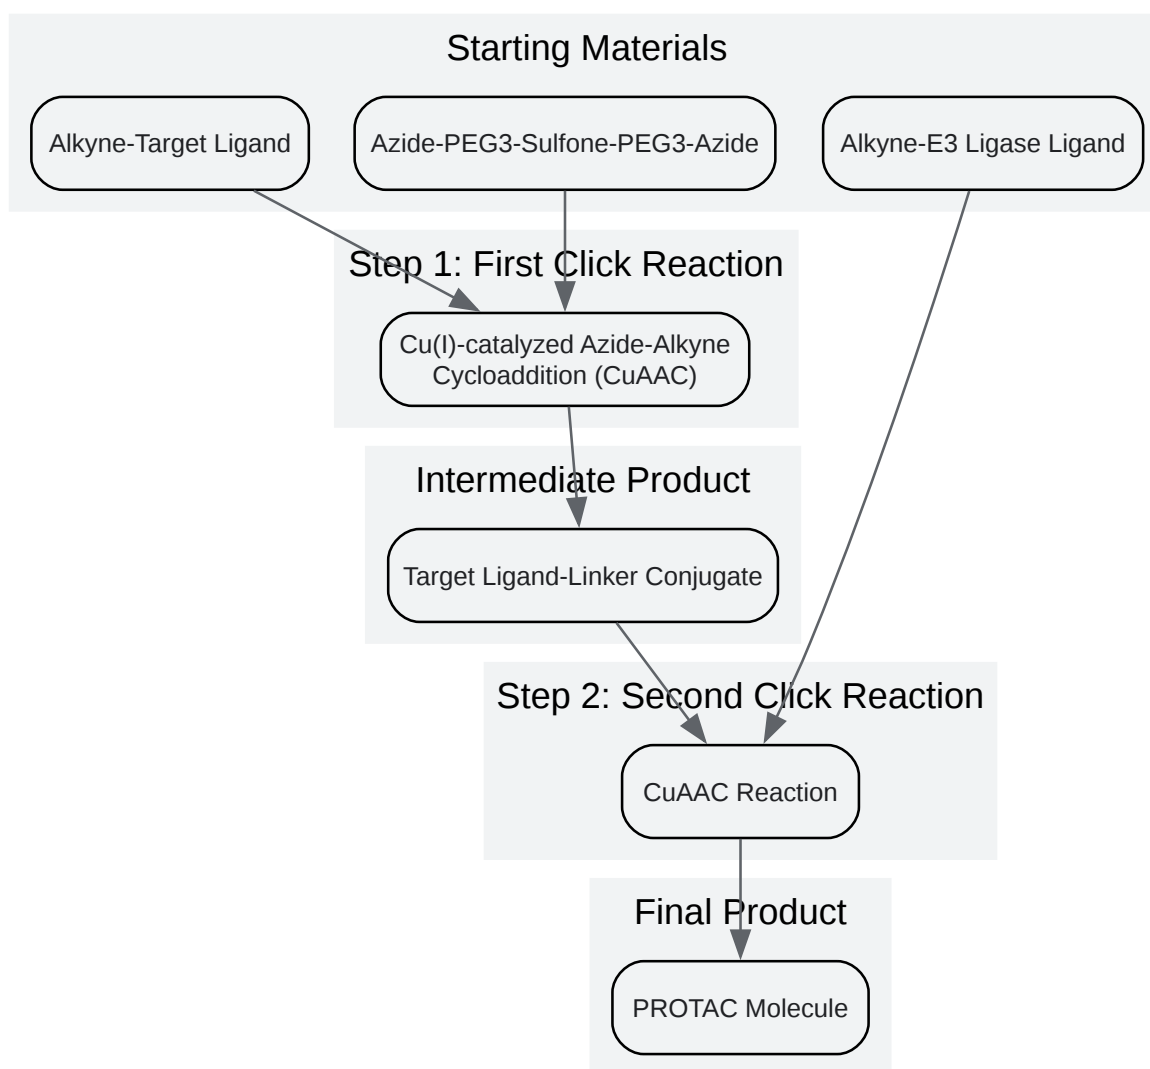 Starting Materials
Alkyne-Target Ligand
Azide-PEG3-Sulfone-PEG3-Azide
Alkyne-E3 Ligase Ligand
Step 1: First Click Reaction
Cu(I)-catalyzed Azide-Alkyne
Cycloaddition (CuAAC)
Intermediate Product
Target Ligand-Linker Conjugate
Step 2: Second Click Reaction
CuAAC Reaction
Final Product
PROTAC Molecule